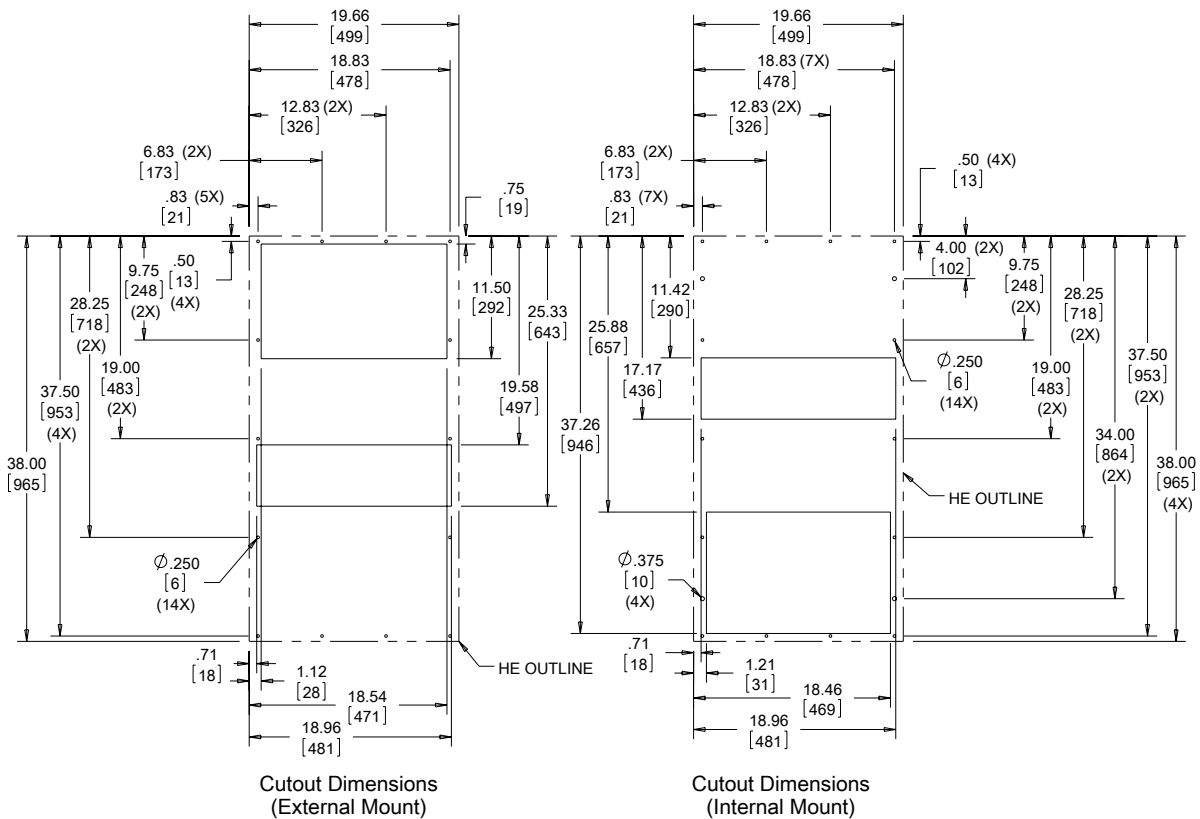 19.66
[499]
18.83
[478]
12.83 (2X)
[326]
6.83 (2X)
[173]
.83 (5X)
[21]
.75
[19]
9.75
[248]
(2X)
.50
[13]
(4X)
28.25
[718]
(2X)
19.00
[483]
(2X)
37.50
[953]
(4X)
38.00
[965]
11.50
[292]
25.33
[643]
19.58
[497]
Ø.250
[6]
(14X)
.71
[18]
1.12
[28]
HE OUTLINE
18.54
[471]
18.96
[481]
Cutout Dimensions
(External Mount)
19.66
[499]
18.83 (7X)
[478]
12.83 (2X)
[326]
6.83 (2X)
[173]
.83 (7X)
[21]
.50 (4X)
[13]
4.00 (2X)
[102]
11.42
[290]
9.75
[248]
(2X)
28.25
[718]
(2X)
25.88
[657]
17.17
[436]
Ø.250
[6]
(14X)
19.00
[483]
(2X)
37.50
[953]
(2X)
37.26
[946]
34.00
[864]
(2X)
38.00
[965]
(4X)
HE OUTLINE
Ø.375
[10]
(4X)
.71
[18]
1.21
[31]
18.46
[469]
18.96
[481]
Cutout Dimensions
(Internal Mount)